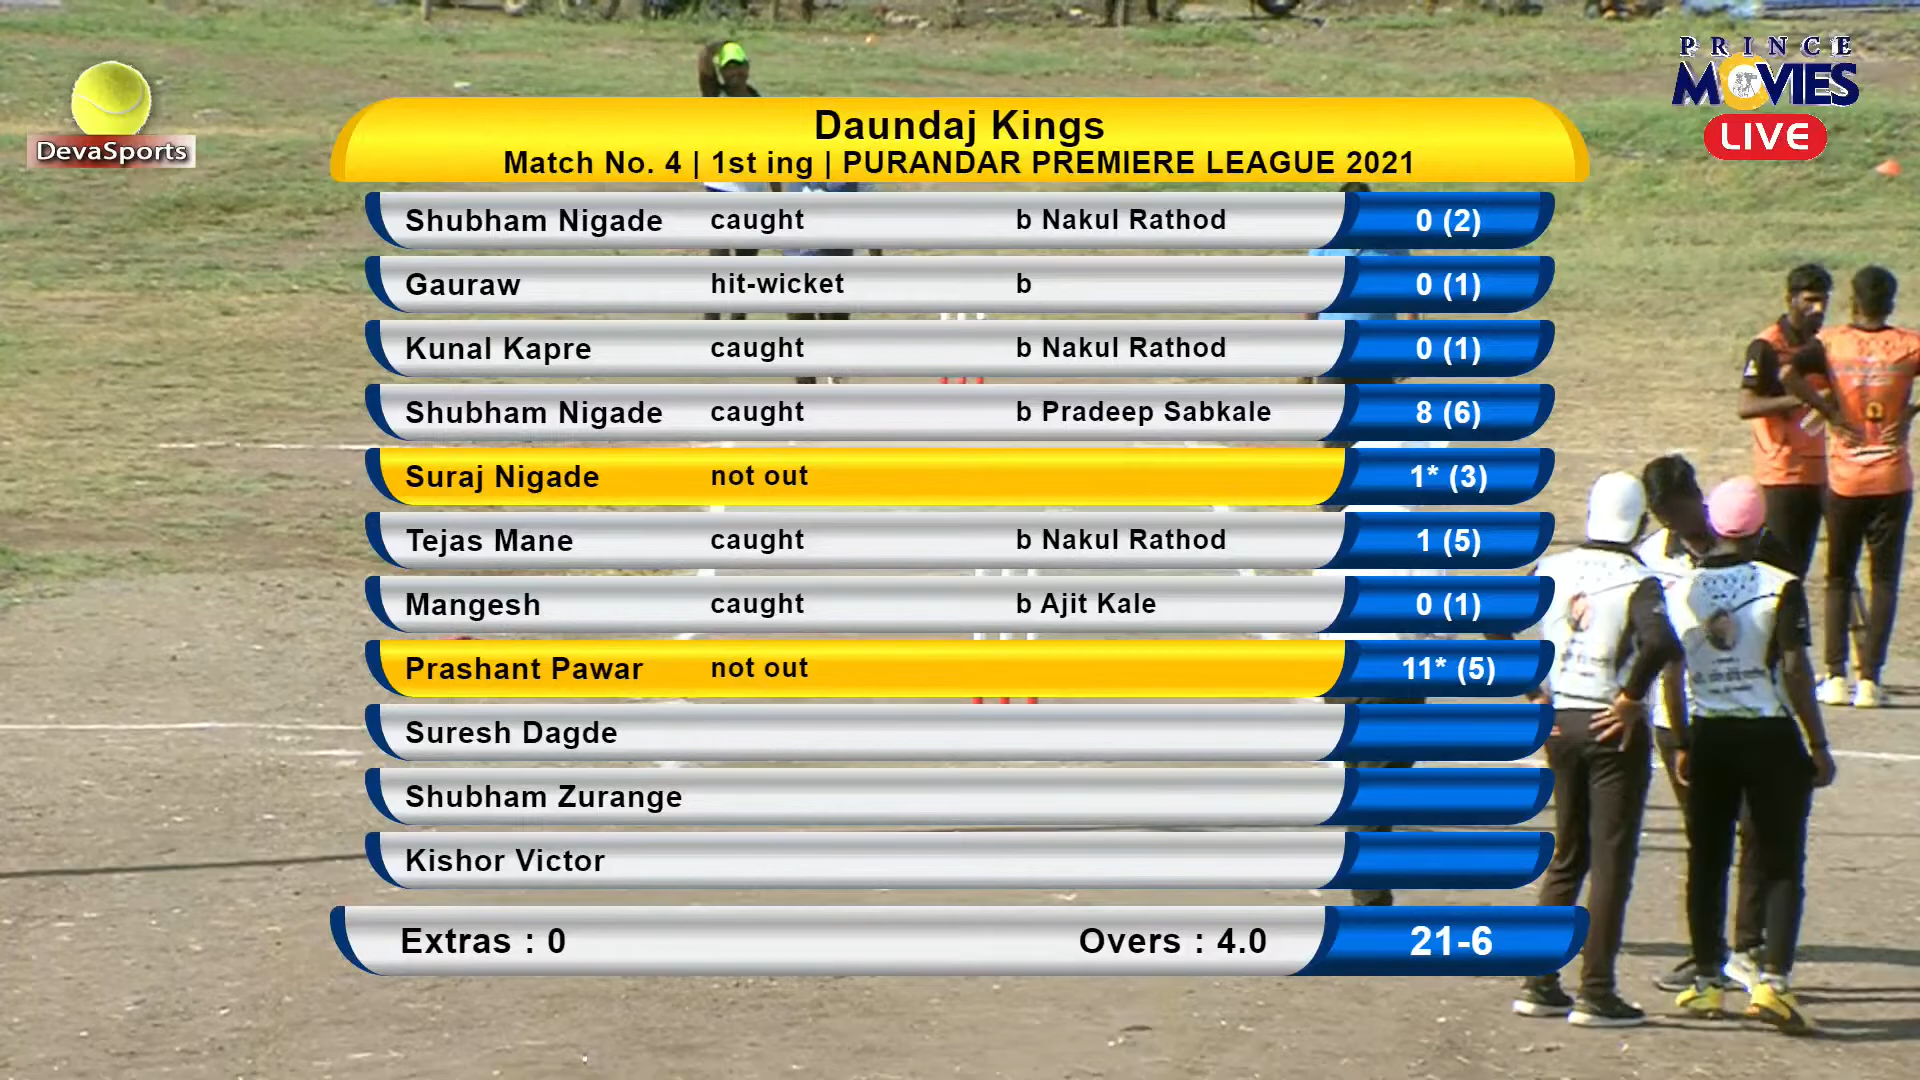 PRINCE
MOVIES
LIVE
DevaSports
Daundaj Kings
Match No. 4 | 1st ing | PURANDAR PREMIERE LEAGUE 2021
Shubham Nigade caught b Nakul Rathod 0 (2)
Gauraw hit-wicket b 0 (1)
Kunal Kapre caught b Nakul Rathod 0 (1)
Shubham Nigade caught b Pradeep Sabkale 8 (6)
Suraj Nigade not out 1* (3)
Tejas Mane caught b Nakul Rathod 1 (5)
Mangesh caught b Ajit Kale 0 (1)
Prashant Pawar not out 11* (5)
Suresh Dagde
Shubham Zurange
Kishor Victor
Extras : 0 Overs : 4.0 21-6